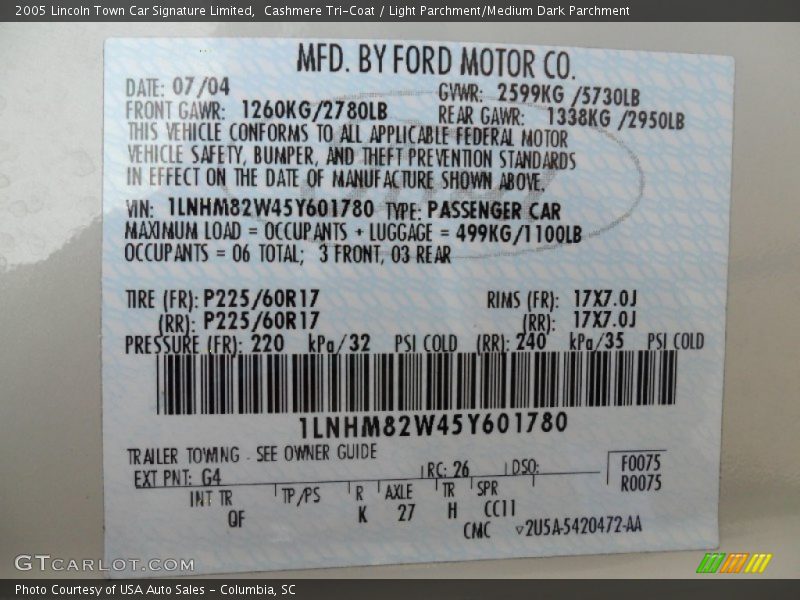 2005 Lincoln Town Car Signature Limited, Cashmere Tri-Coat / Light Parchment/Medium Dark Parchment
MFD. BY FORD MOTOR CO.
DATE: 07/04 GVWR: 2599KG /5730LB
FRONT GAWR: 1260KG/2780LB REAR GAWR: 1338KG /2950LB
THIS VEHICLE CONFORMS TO ALL APPLICABLE FEDERAL MOTOR
VEHICLE SAFETY, BUMPER, AND THEFT PREVENTION STANDARDS
IN EFFECT ON THE DATE OF MANUFACTURE SHOWN ABOVE.
VIN: 1LNHM82W45Y601780 TYPE: PASSENGER CAR
MAXIMUM LOAD = OCCUPANTS + LUGGAGE = 499KG/1100LB
OCCUPANTS = 06 TOTAL; 3 FRONT, 03 REAR
TIRE (FR): P225/60R17 RIMS (FR): 17X7.0J
(RR): P225/60R17 (RR): 17X7.0J
PRESSURE (FR): 220 kPa/32 PSI COLD (RR): 240 kPa/35 PSI COLD
1LNHM82W45Y601780
TRAILER TOWING - SEE OWNER GUIDE
EXT PNT: G4 RC: 26 DSO: F0075
R0075
INT TR TP/PS R AXLE TR SPR
QF K 27 H CC11
CMC ▽2U5A-5420472-AA
GTCARLOT.COM
Photo Courtesy of USA Auto Sales - Columbia, SC